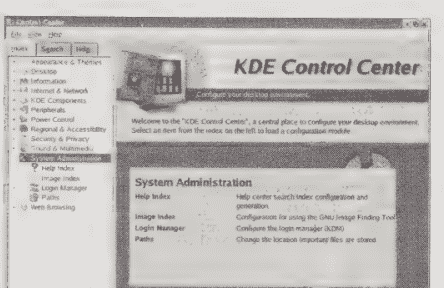 Control Center
Edit View Help
Index Search Help
Appearance & Themes
Desktop
Information
Internet & Network
KDE Components
Peripherals
Power Control
Regional & Accessibility
Security & Privacy
Sound & Multimedia
System Administration
Help Index
Image Index
Login Manager
Paths
Web Browsing
KDE Control Center
Configure your desktop environment.
Welcome to the "KDE Control Center", a central place to configure your desktop environment.
Select an item from the index on the left to load a configuration module.
System Administration
Help Index Help center search index configuration and
generation
Image Index Configuration for using the GNU Image Finding Tool
Login Manager Configure the login manager (KDM)
Paths Change the location important files are stored